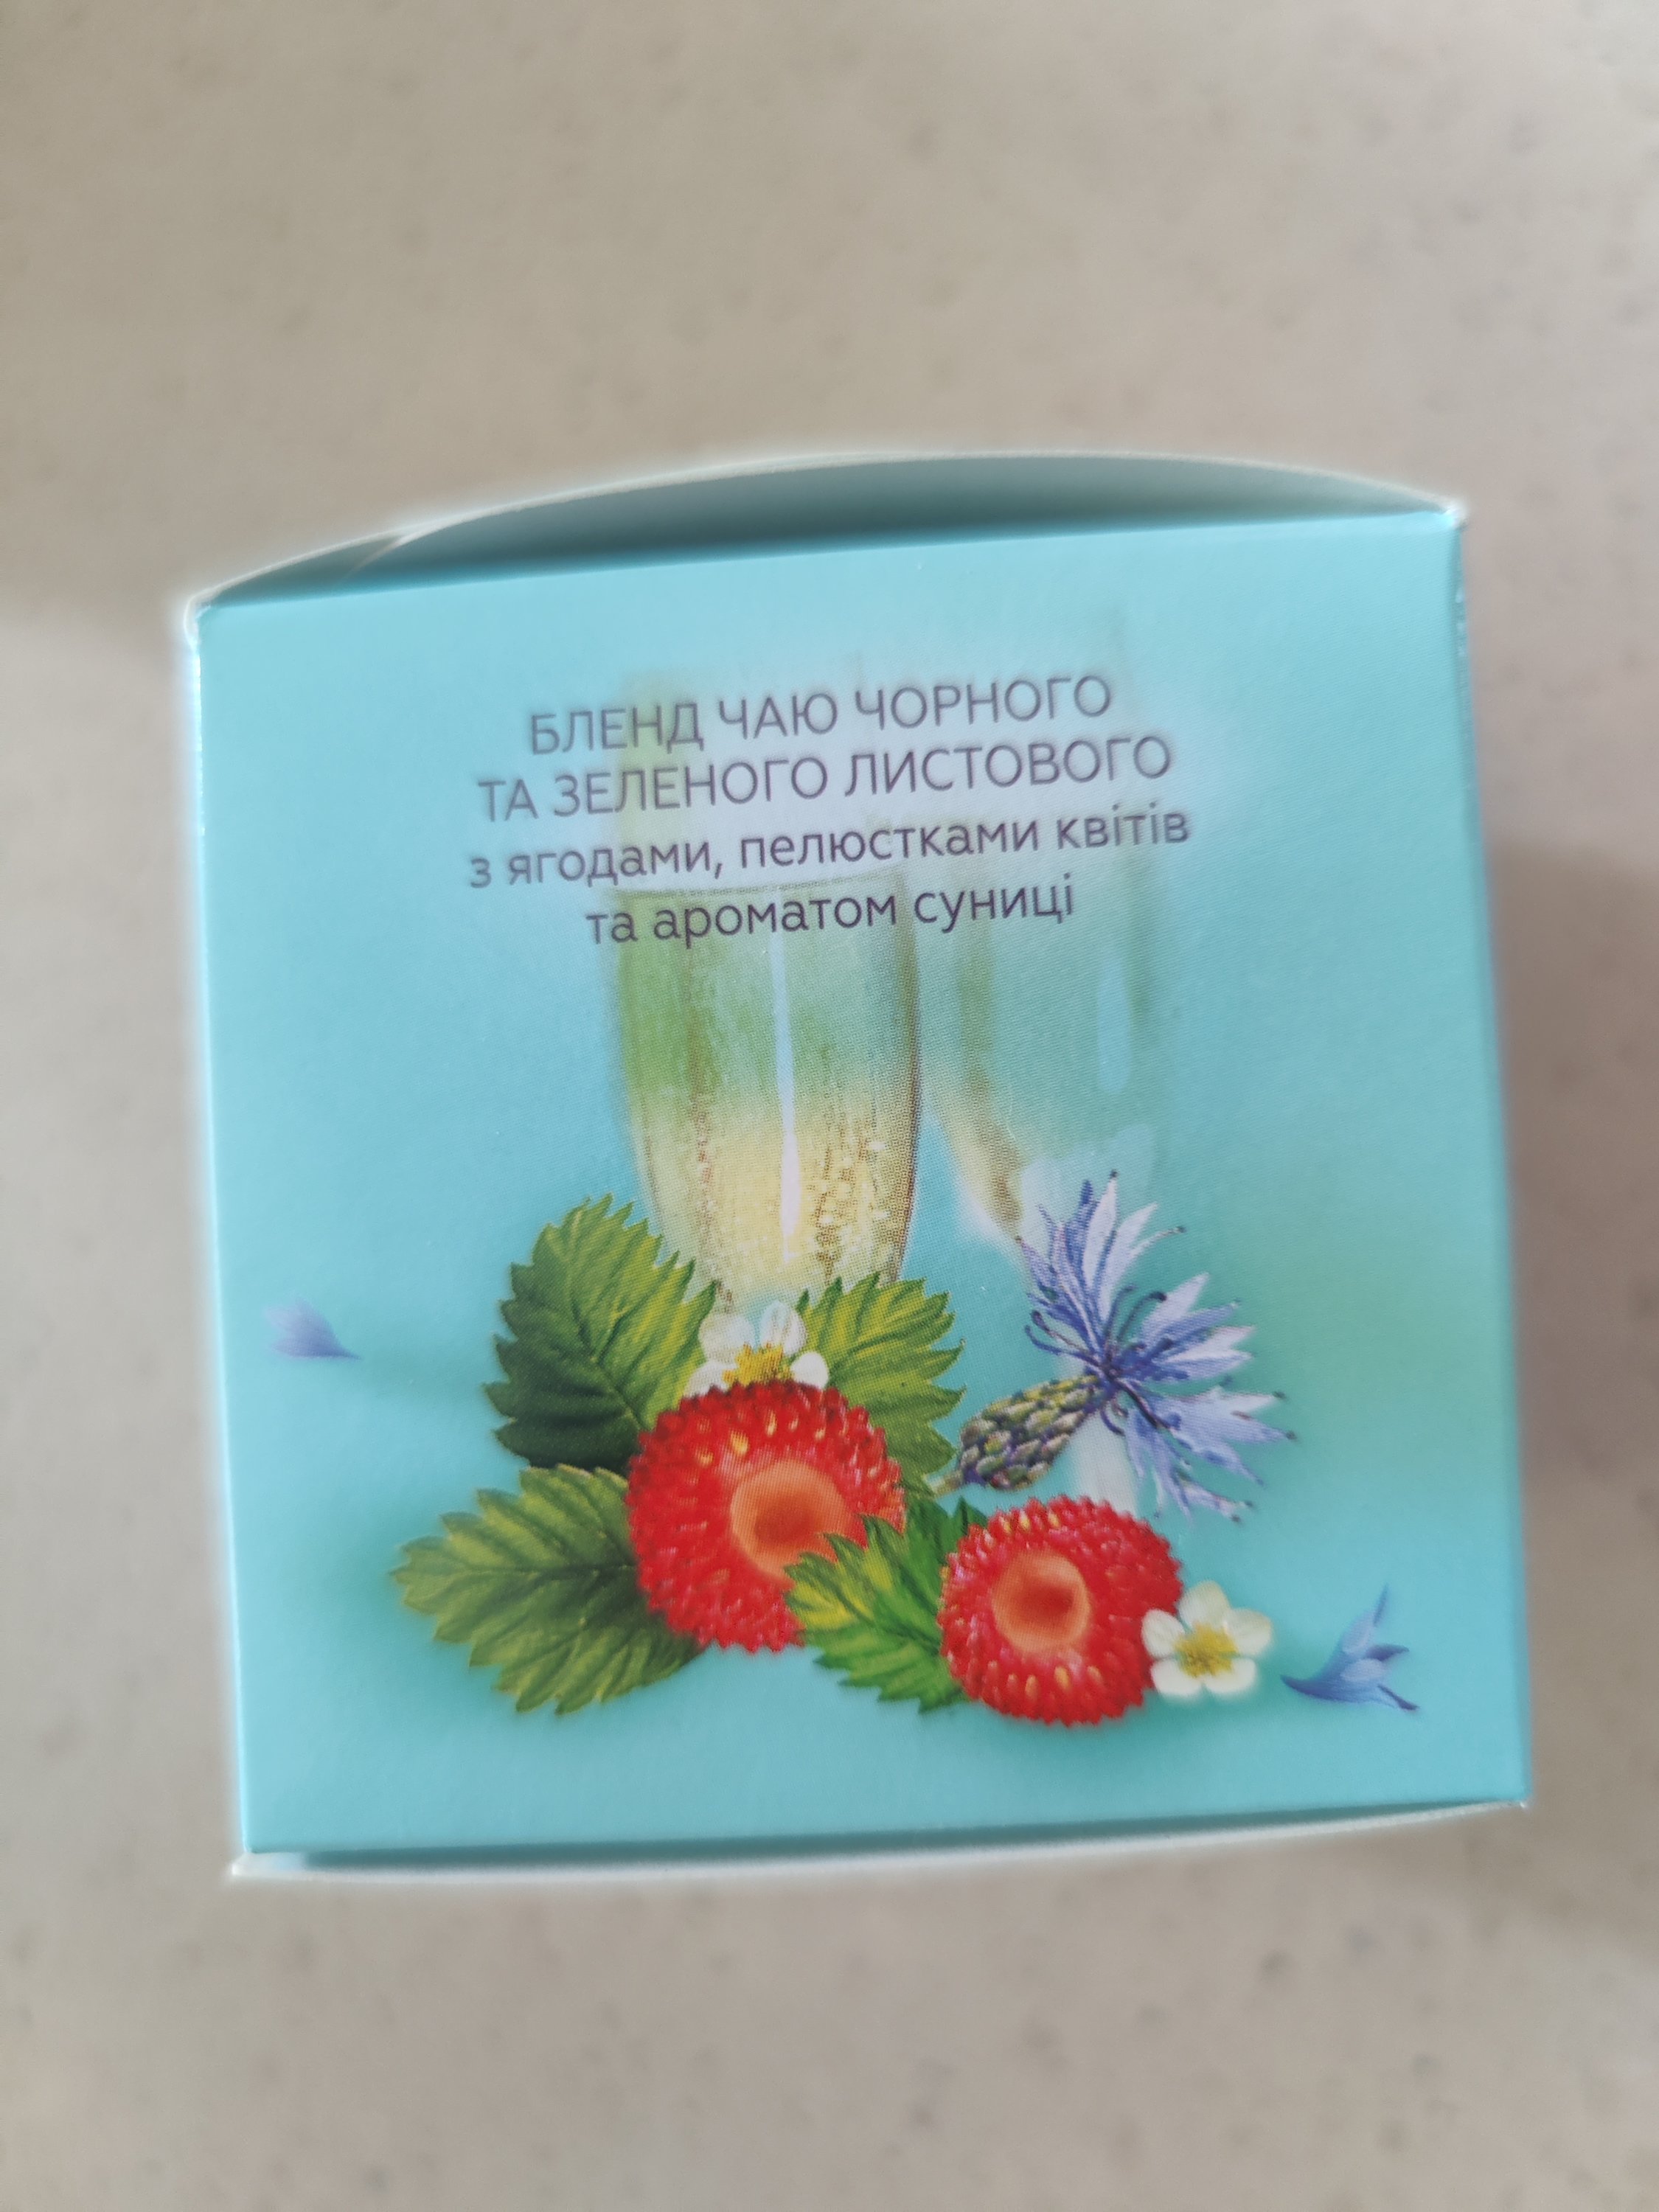 БЛЕНД ЧАЮ ЧОРНОГО
ТА ЗЕЛЕНОГО ЛИСТОВОГО
з ягодами, пелюстками квітів
та ароматом суниці